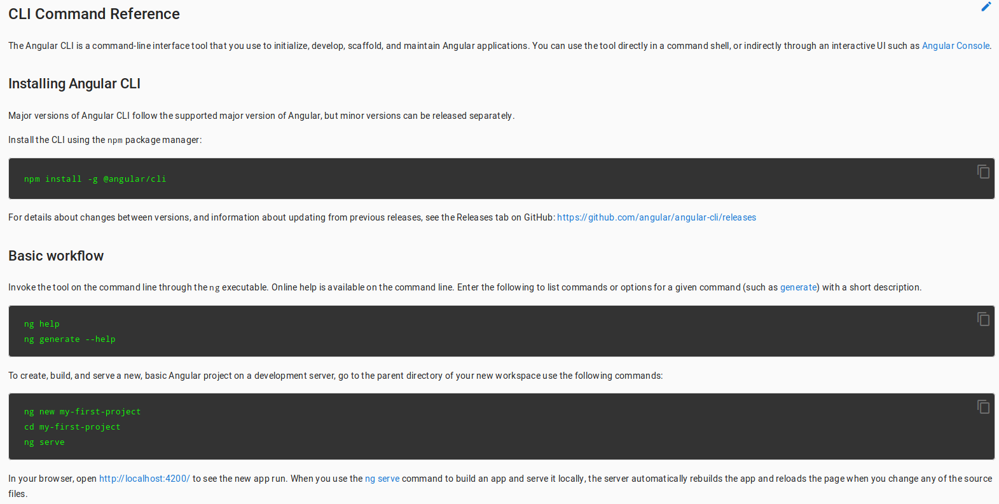 CLI Command Reference
The Angular CLI is a command-line interface tool that you use to initialize, develop, scaffold, and maintain Angular applications. You can use the tool directly in a command shell, or indirectly through an interactive UI such as Angular Console.
Installing Angular CLI
Major versions of Angular CLI follow the supported major version of Angular, but minor versions can be released separately.
Install the CLI using the npm package manager:
npm install -g @angular/cli
For details about changes between versions, and information about updating from previous releases, see the Releases tab on GitHub: https://github.com/angular/angular-cli/releases
Basic workflow
Invoke the tool on the command line through the ng executable. Online help is available on the command line. Enter the following to list commands or options for a given command (such as generate) with a short description.
ng help
ng generate --help
To create, build, and serve a new, basic Angular project on a development server, go to the parent directory of your new workspace use the following commands:
ng new my-first-project
cd my-first-project
ng serve
In your browser, open http://localhost:4200/ to see the new app run. When you use the ng serve command to build an app and serve it locally, the server automatically rebuilds the app and reloads the page when you change any of the source
files.